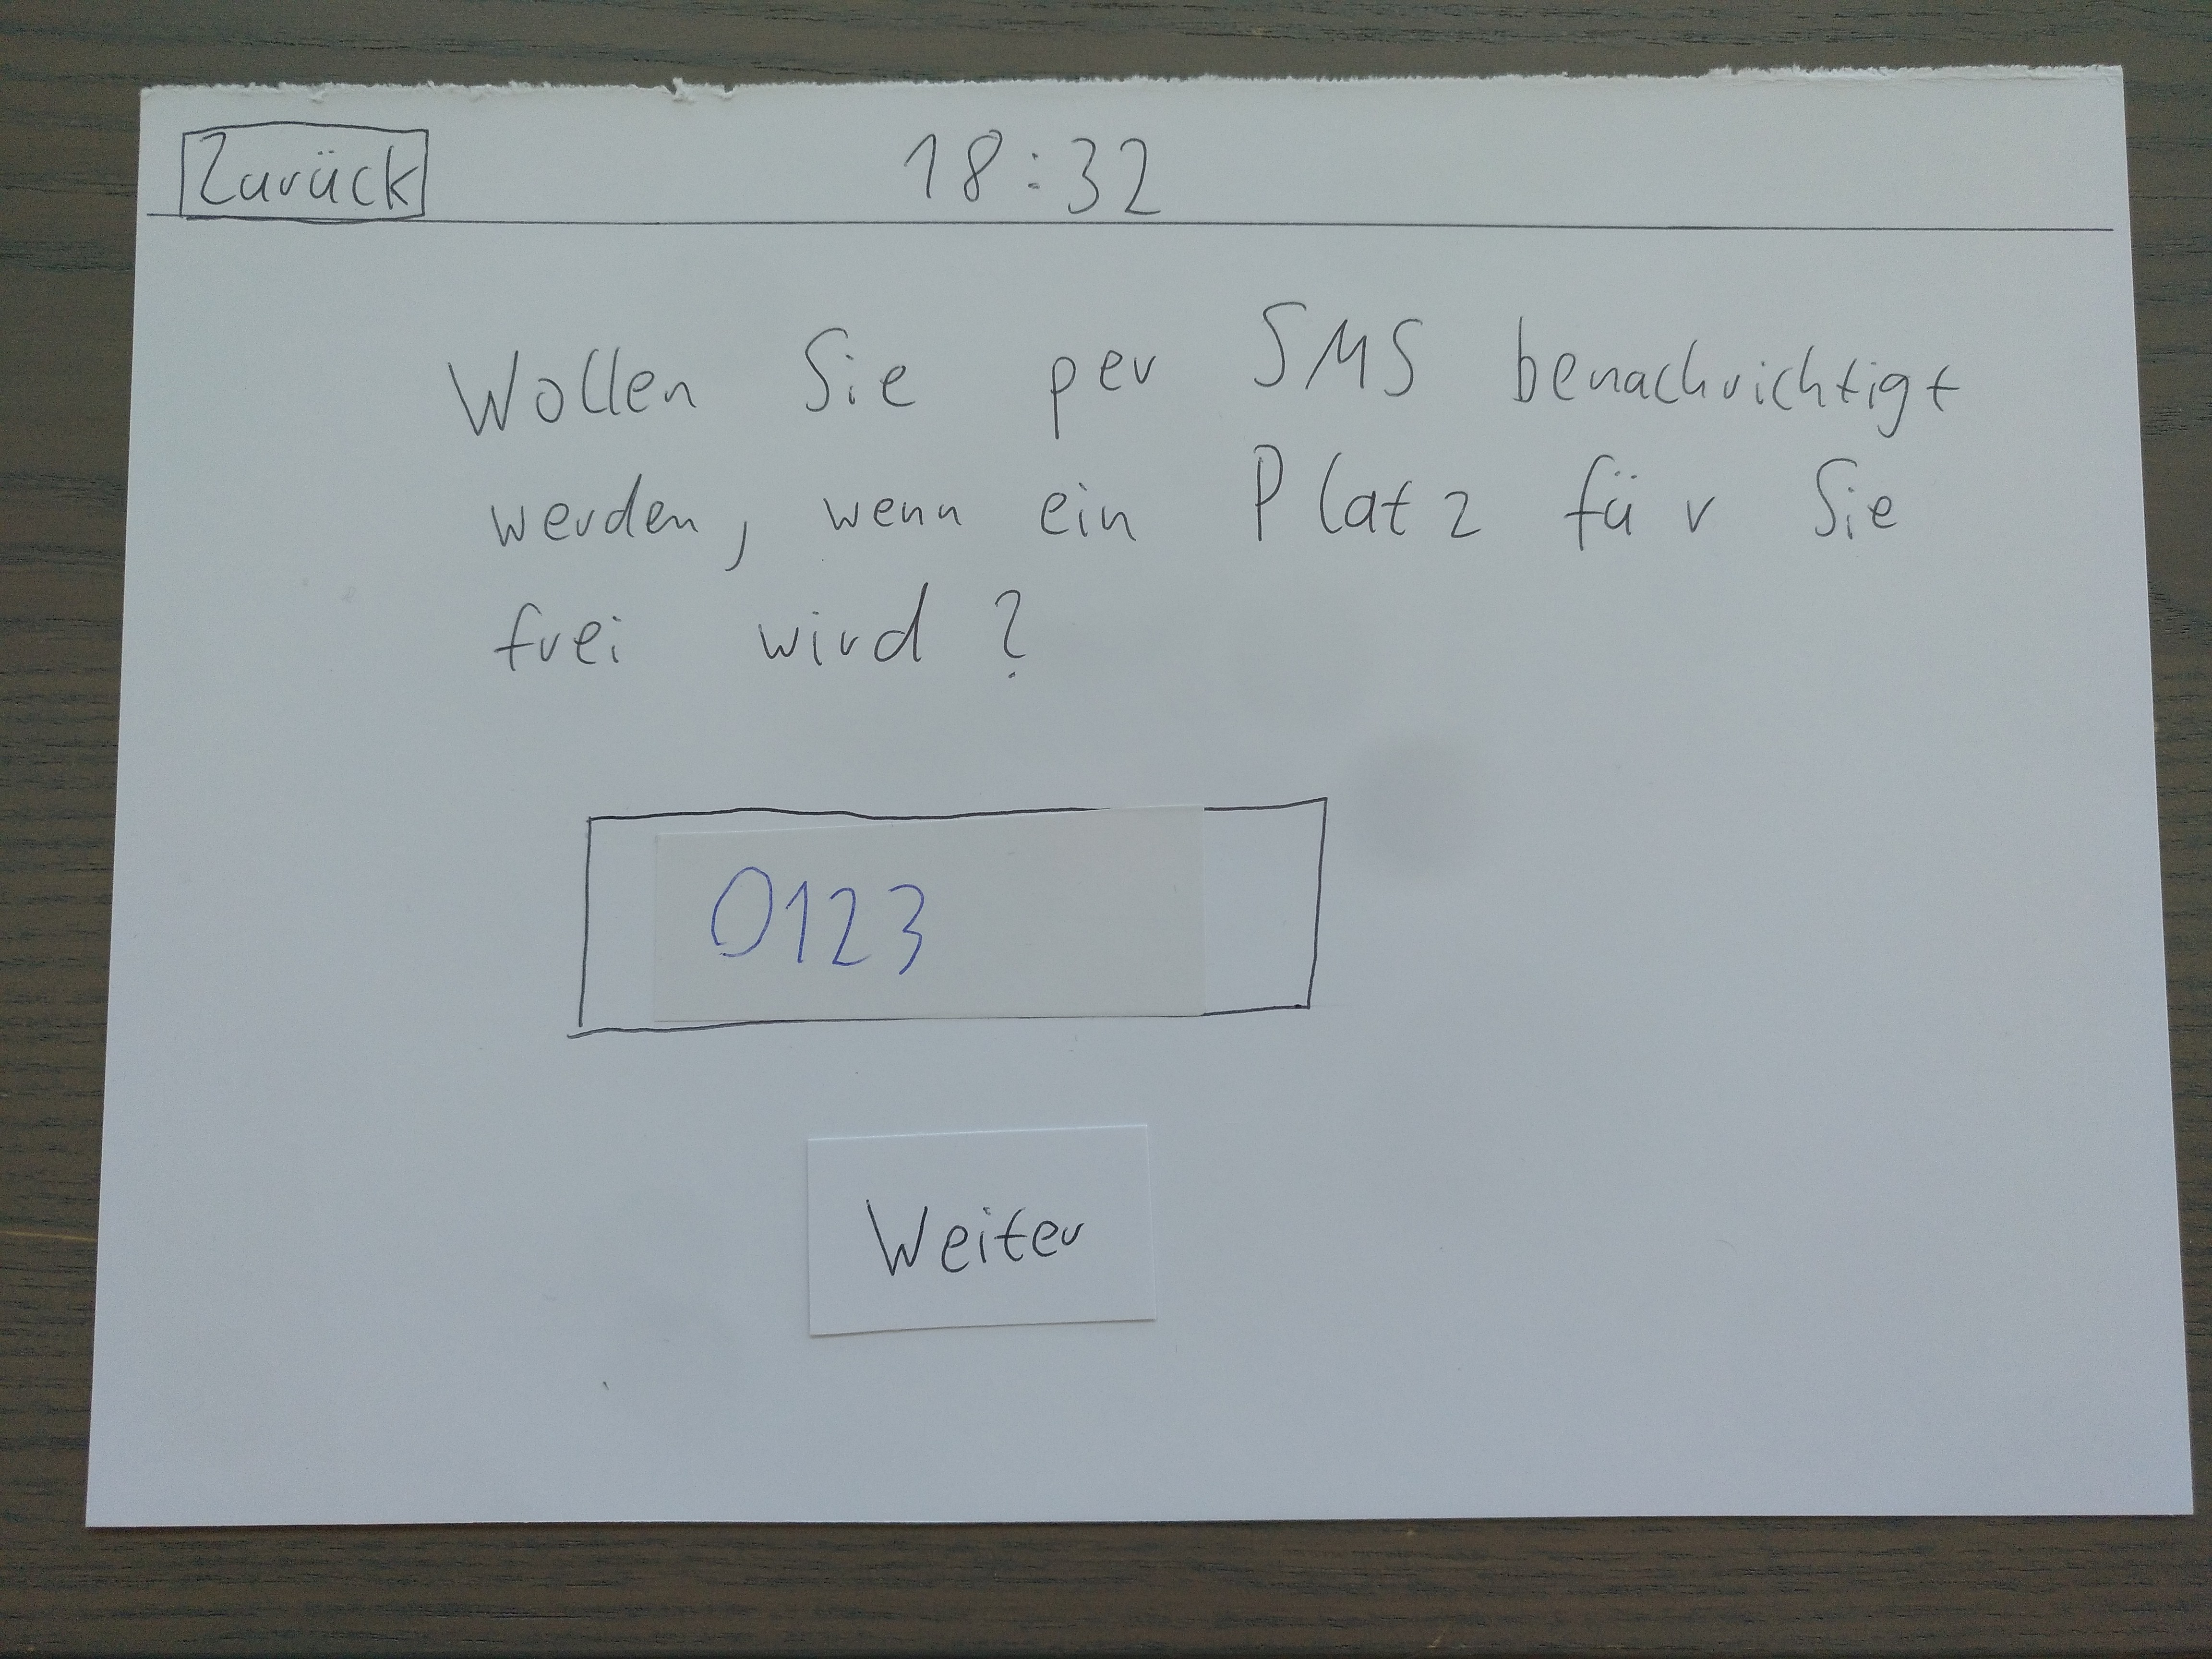 Zurück 18:32
Wollen Sie per SMS benachrichtigt
werden, wenn ein Platz für Sie
frei wird?
0123
Weiter